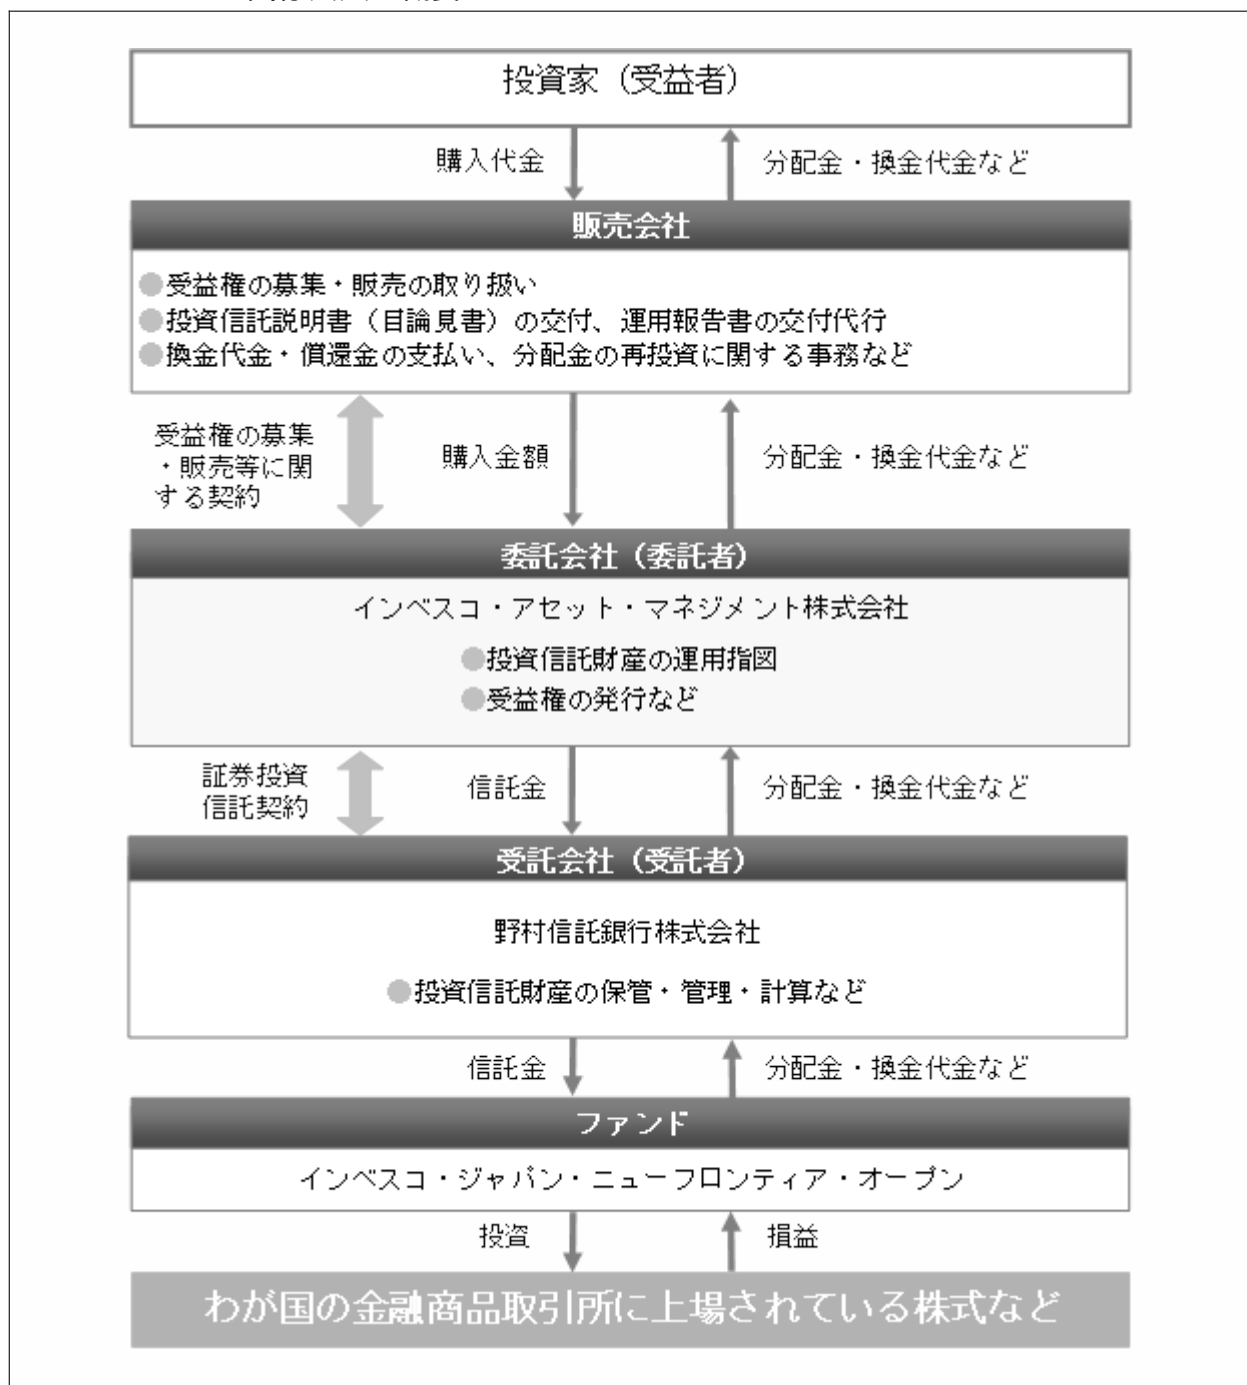 投資家（受益者）
購入代金
分配金・換金代金など
販売会社
●受益権の募集・販売の取り扱い
●投資信託説明書（目論見書）の交付、運用報告書の交付代行
●換金代金・償還金の支払い、分配金の再投資に関する事務など
受益権の募集
・販売等に関
する契約
購入金額
分配金・換金代金など
委託会社（委託者）
インベスコ・アセット・マネジメント株式会社
●投資信託財産の運用指図
●受益権の発行など
証券投資
信託契約
信託金
分配金・換金代金など
受託会社（受託者）
野村信託銀行株式会社
●投資信託財産の保管・管理・計算など
信託金
分配金・換金代金など
ファンド
インベスコ・ジャパン・ニューフロンティア・オープン
投資
損益
わが国の金融商品取引所に上場されている株式など